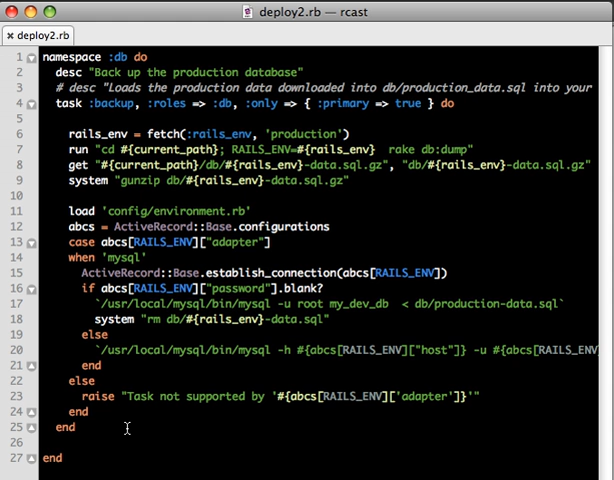 deploy2.rb — rcast
× deploy2.rb
1 namespace :db do
2 desc "Back up the production database"
3 # desc "Loads the production data downloaded into db/production_data.sql into your
4 task :backup, :roles => :db, :only => { :primary => true } do
5
6 rails_env = fetch(:rails_env, 'production')
7 run "cd #{current_path}; RAILS_ENV=#{rails_env}  rake db:dump"
8 get "#{current_path}/db/#{rails_env}-data.sql.gz", "db/#{rails_env}-data.sql.gz"
9 system "gunzip db/#{rails_env}-data.sql.gz"
10
11 load 'config/environment.rb'
12 abcs = ActiveRecord::Base.configurations
13 case abcs[RAILS_ENV]["adapter"]
14 when 'mysql'
15 ActiveRecord::Base.establish_connection(abcs[RAILS_ENV])
16 if abcs[RAILS_ENV]["password"].blank?
17 `/usr/local/mysql/bin/mysql -u root my_dev_db  < db/production-data.sql`
18 system "rm db/#{rails_env}-data.sql"
19 else
20 `/usr/local/mysql/bin/mysql -h #{abcs[RAILS_ENV]["host"]} -u #{abcs[RAILS_ENV
21 end
22 else
23 raise "Task not supported by '#{abcs[RAILS_ENV]['adapter']}'"
24 end
25 end
26
27 end